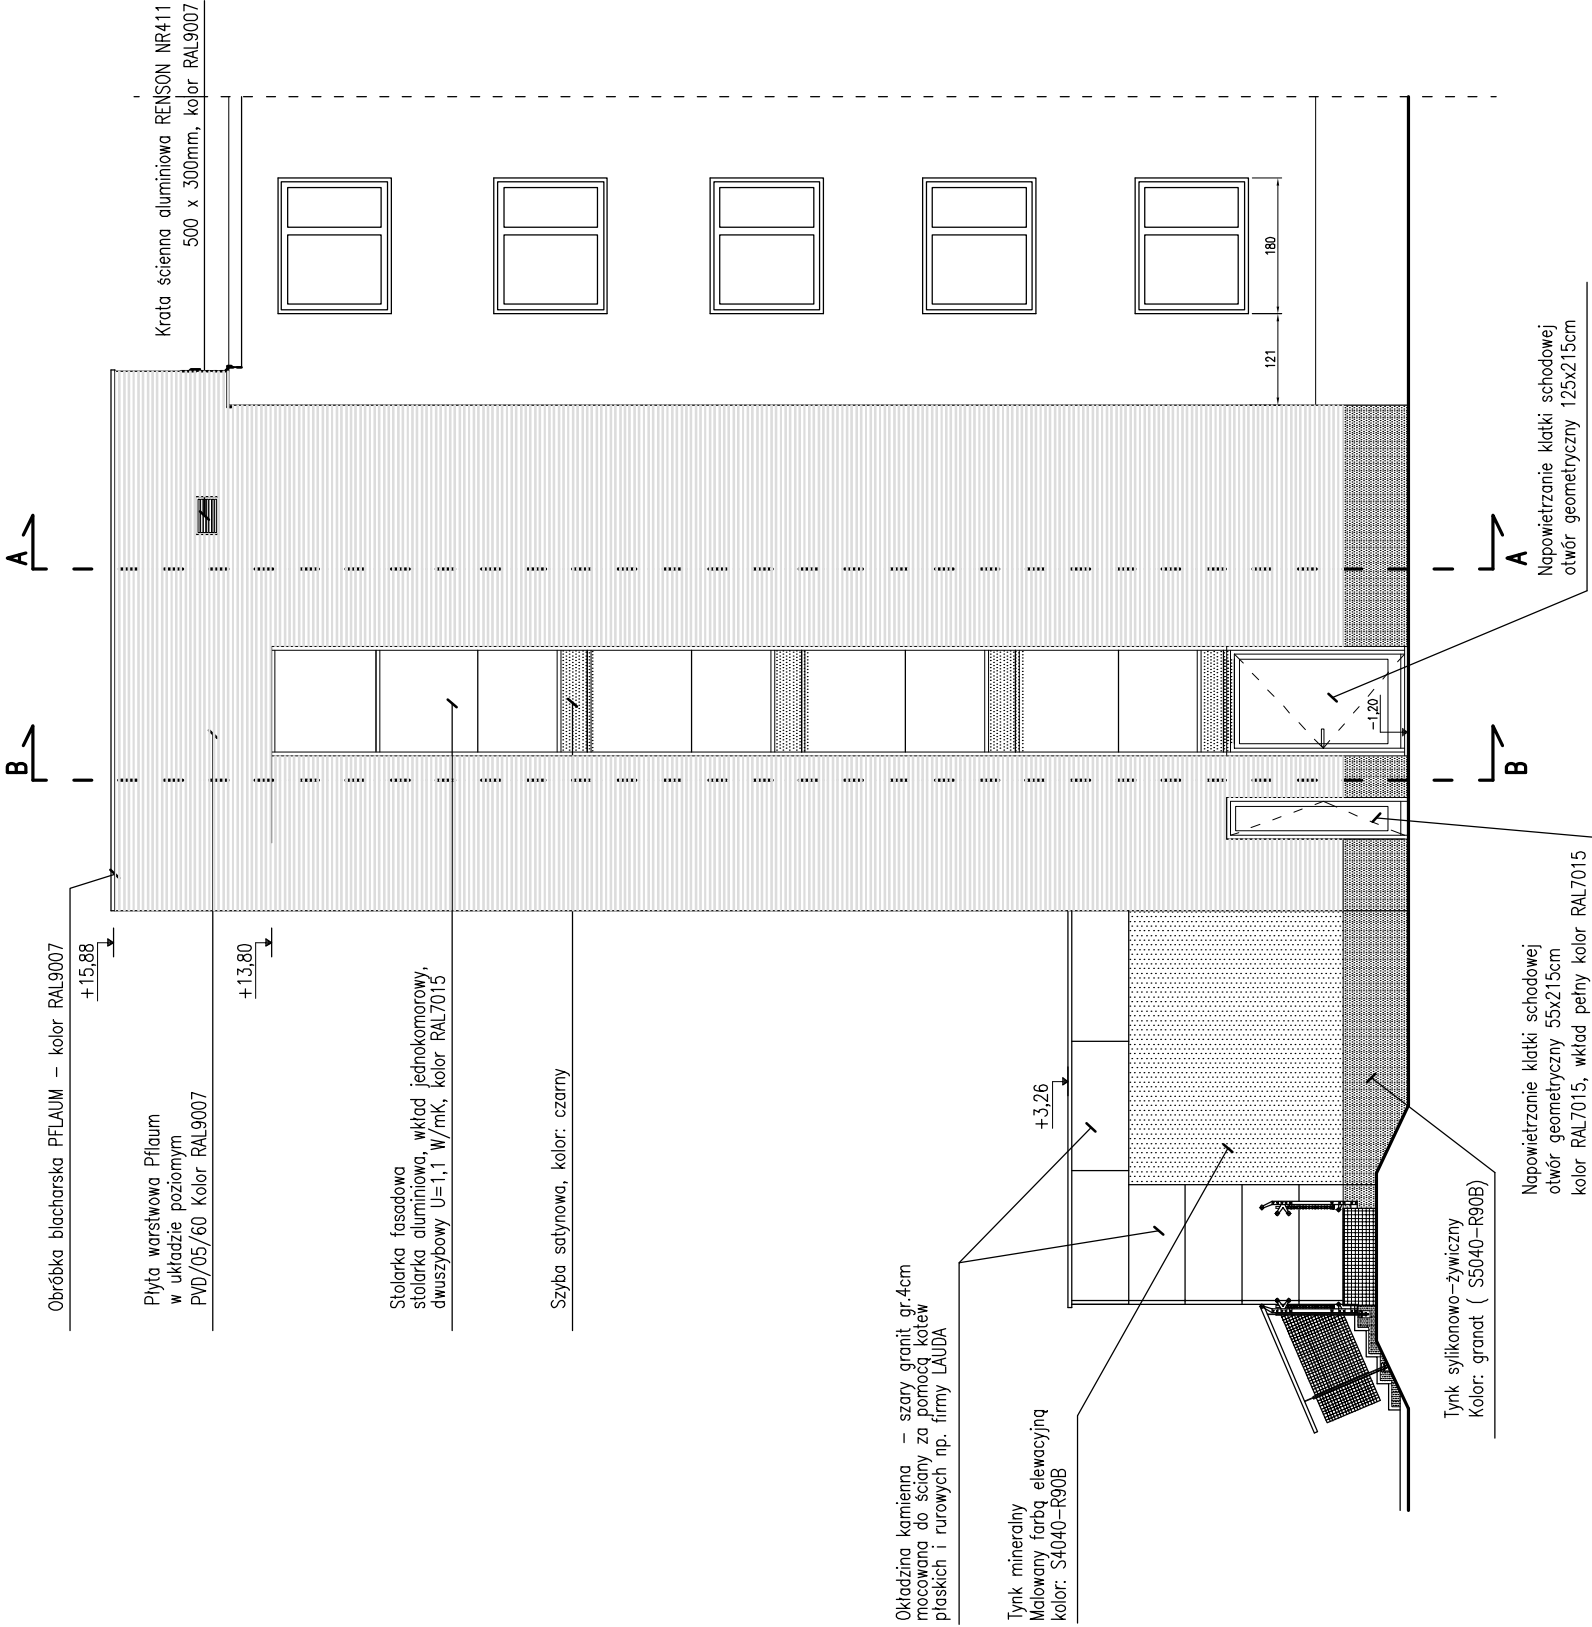 Krata ścienna aluminiowa RENSON NR411
500 x 300mm, kolor RAL9007
Obróbka blacharska PFLAUM – kolor RAL9007
+15,88
Płyta warstwowa Pflaum
w układzie poziomym
PVD/05/60 Kolor RAL9007
+13,80
Stolarka fasadowa
stolarka aluminiowa, wkład jednokomorowy,
dwuszybowy U=1,1 W/mK, kolor RAL7015
Szyba satynowa, kolor: czarny
Okładzina kamienna – szary granit gr.4cm
mocowana do ściany za pomocą kotew
płaskich i rurowych np. firmy LAUDA
+3,26
Tynk mineralny
Malowany farbą elewacyjną
kolor: S4040–R90B
Tynk sylikonowo–żywiczny
Kolor: granat ( S5040–R90B)
Napowietrzanie klatki schodowej
otwór geometryczny 55x215cm
kolor RAL7015, wkład pełny kolor RAL7015
Napowietrzanie klatki schodowej
otwór geometryczny 125x215cm
–1,20
121
180
A
A
B
B